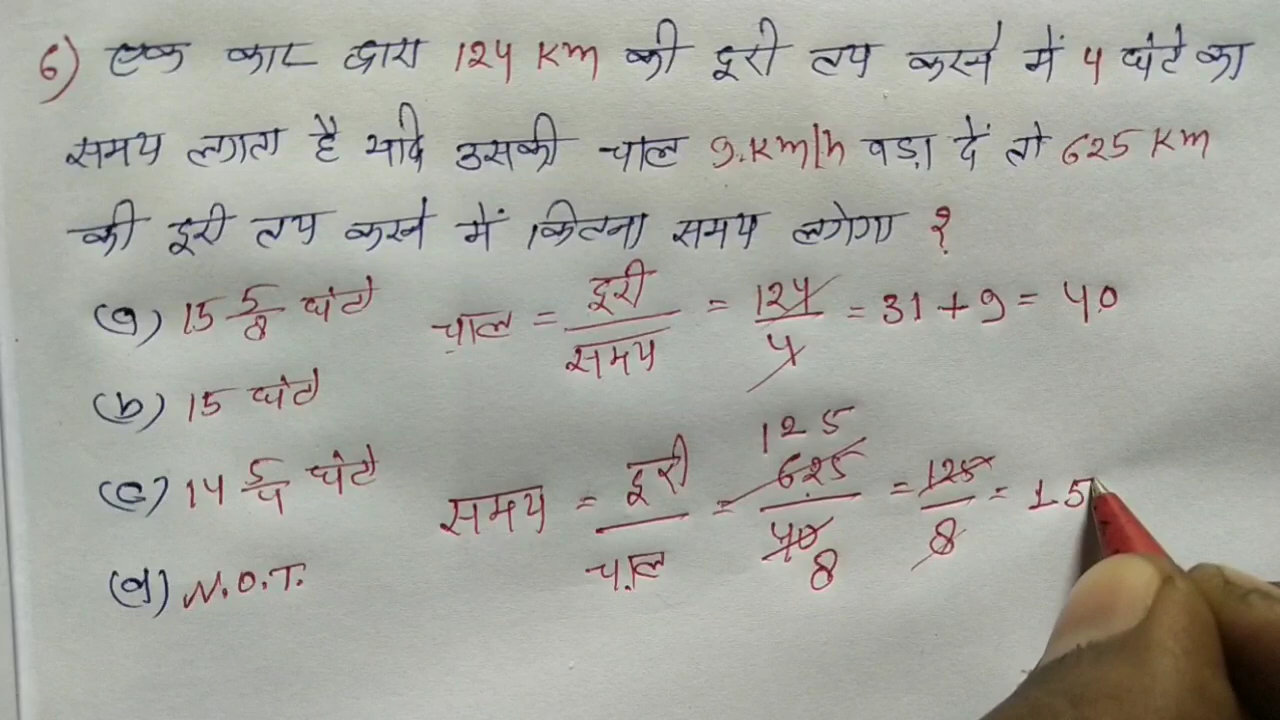 6) एक कार द्वारा 124 Km की दूरी तय करने में 4 घंटे का
समय लगता है यदि उसकी चाल 9.Km/h बड़ा दें तो 625 Km
की दूरी तय करने में कितना समय लगेगा ?
(a) 15 5/8 घंटे
चाल = दूरी/समय = 124/4 = 31 + 9 = 40
(b) 15 घंटे
(c) 14 5/4 घंटे
समय = दूरी/चाल = 625/40 = 125/8 = 15
125
8
(d) N.O.T.